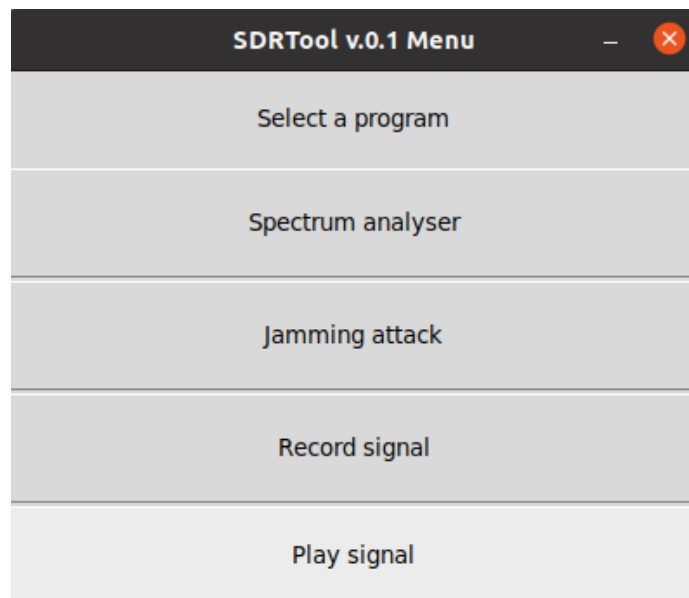 SDRTool v.0.1 Menu
Select a program
Spectrum analyser
Jamming attack
Record signal
Play signal